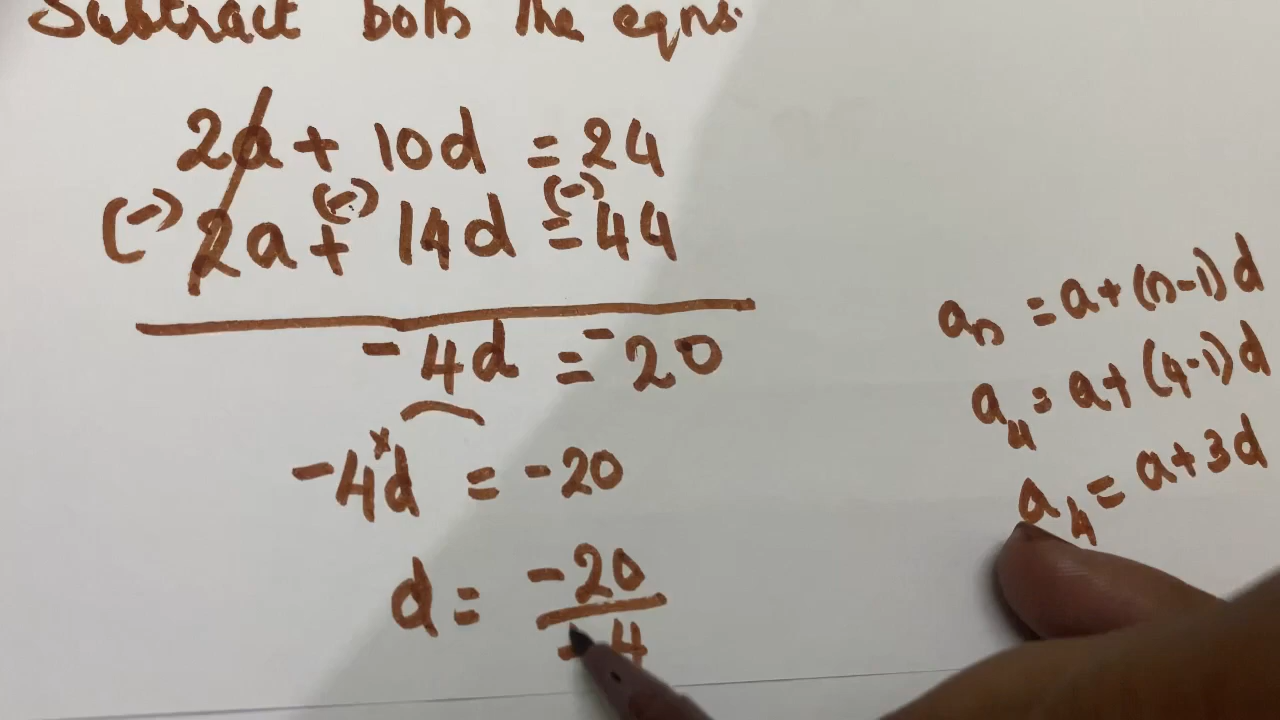 Subtract both the eqns.
2a + 10d = 24
(-) 2a + (-) 14d = (-) 44
- 4d = - 20
-4 x d = -20
d = -20 / -4
an = a + (n-1)d
a4 = a + (4-1)d
a4 = a + 3d